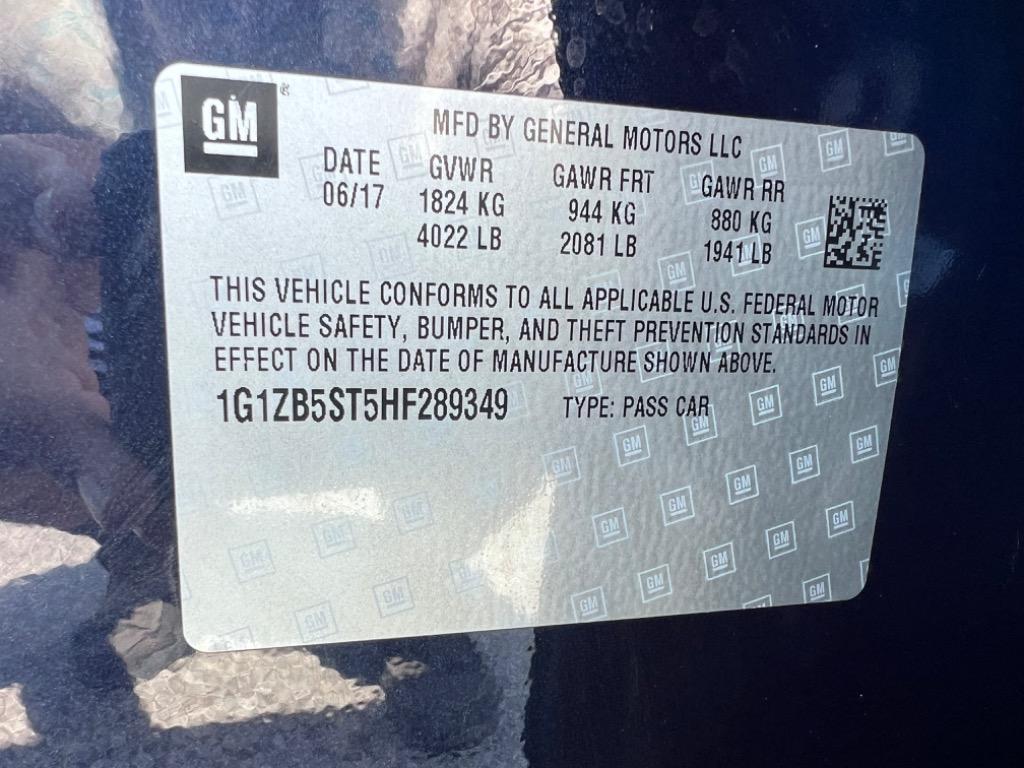 GM
MFD BY GENERAL MOTORS LLC
DATE GVWR GAWR FRT GAWR RR
06/17 1824 KG 944 KG 880 KG
4022 LB 2081 LB 1941 LB
THIS VEHICLE CONFORMS TO ALL APPLICABLE U.S. FEDERAL MOTOR
VEHICLE SAFETY, BUMPER, AND THEFT PREVENTION STANDARDS IN
EFFECT ON THE DATE OF MANUFACTURE SHOWN ABOVE.
1G1ZB5ST5HF289349 TYPE: PASS CAR